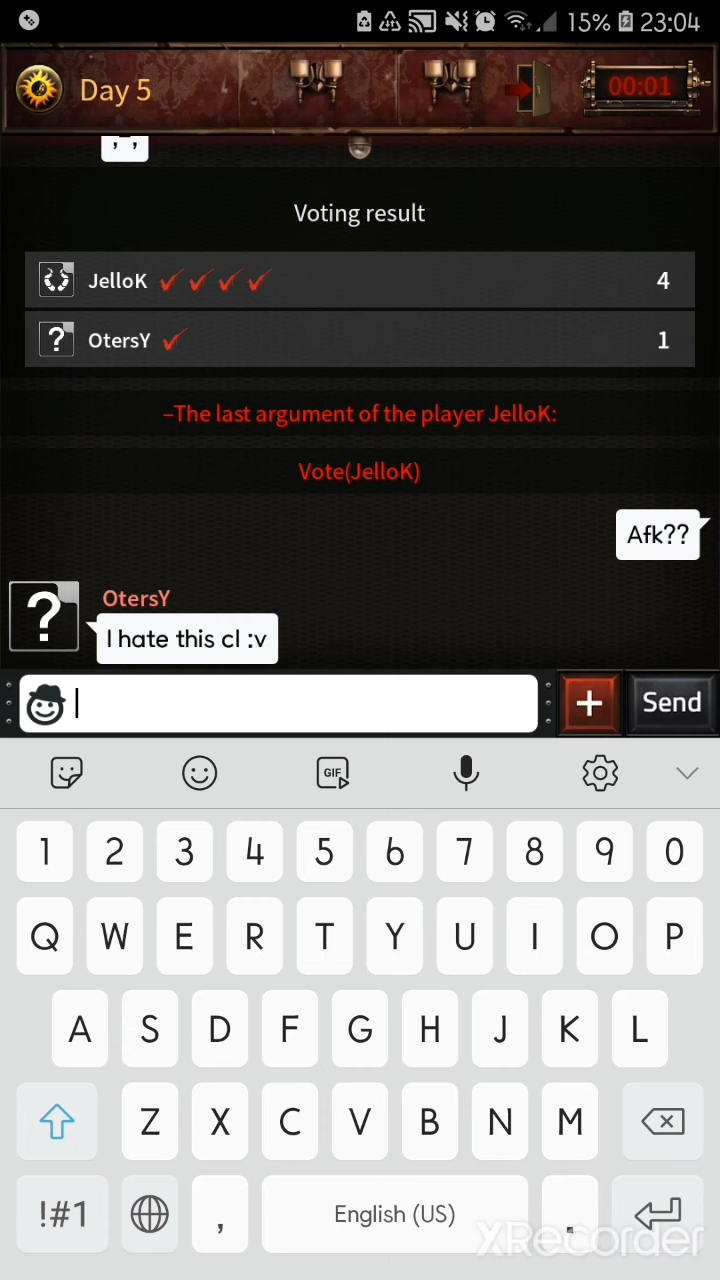 15% 23:04
Day 5
00:01
, ,
Voting result
JelloK 4
? OtersY 1
–The last argument of the player JelloK:
Vote(JelloK)
Afk??
? OtersY
I hate this cl :v
+ Send
GIF
1 2 3 4 5 6 7 8 9 0
Q W E R T Y U I O P
A S D F G H J K L
Z X C V B N M
!#1 , English (US) .
XRecorder